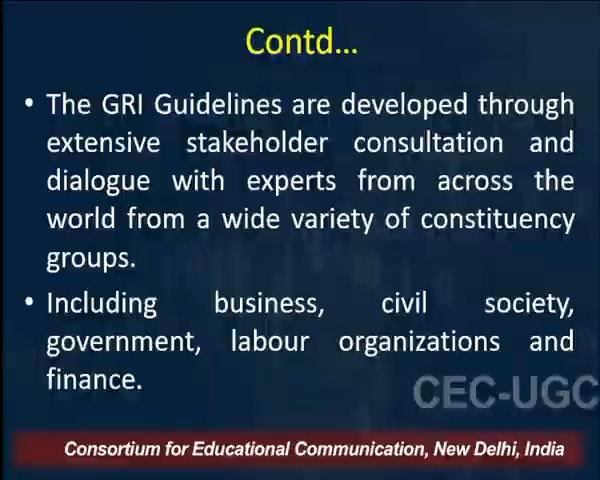 Contd...
• The GRI Guidelines are developed through
extensive stakeholder consultation and
dialogue with experts from across the
world from a wide variety of constituency
groups.
• Including business, civil society,
government, labour organizations and
finance.
CEC-UGC
Consortium for Educational Communication, New Delhi, India